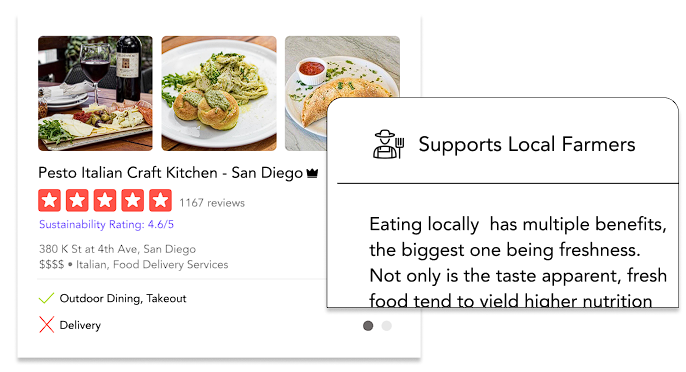 Pesto Italian Craft Kitchen - San Diego
1167 reviews
Sustainability Rating: 4.6/5
380 K St at 4th Ave, San Diego
$$$$ • Italian, Food Delivery Services
Outdoor Dining, Takeout
Delivery
Supports Local Farmers
Eating locally has multiple benefits,
the biggest one being freshness.
Not only is the taste apparent, fresh
food tend to yield higher nutrition